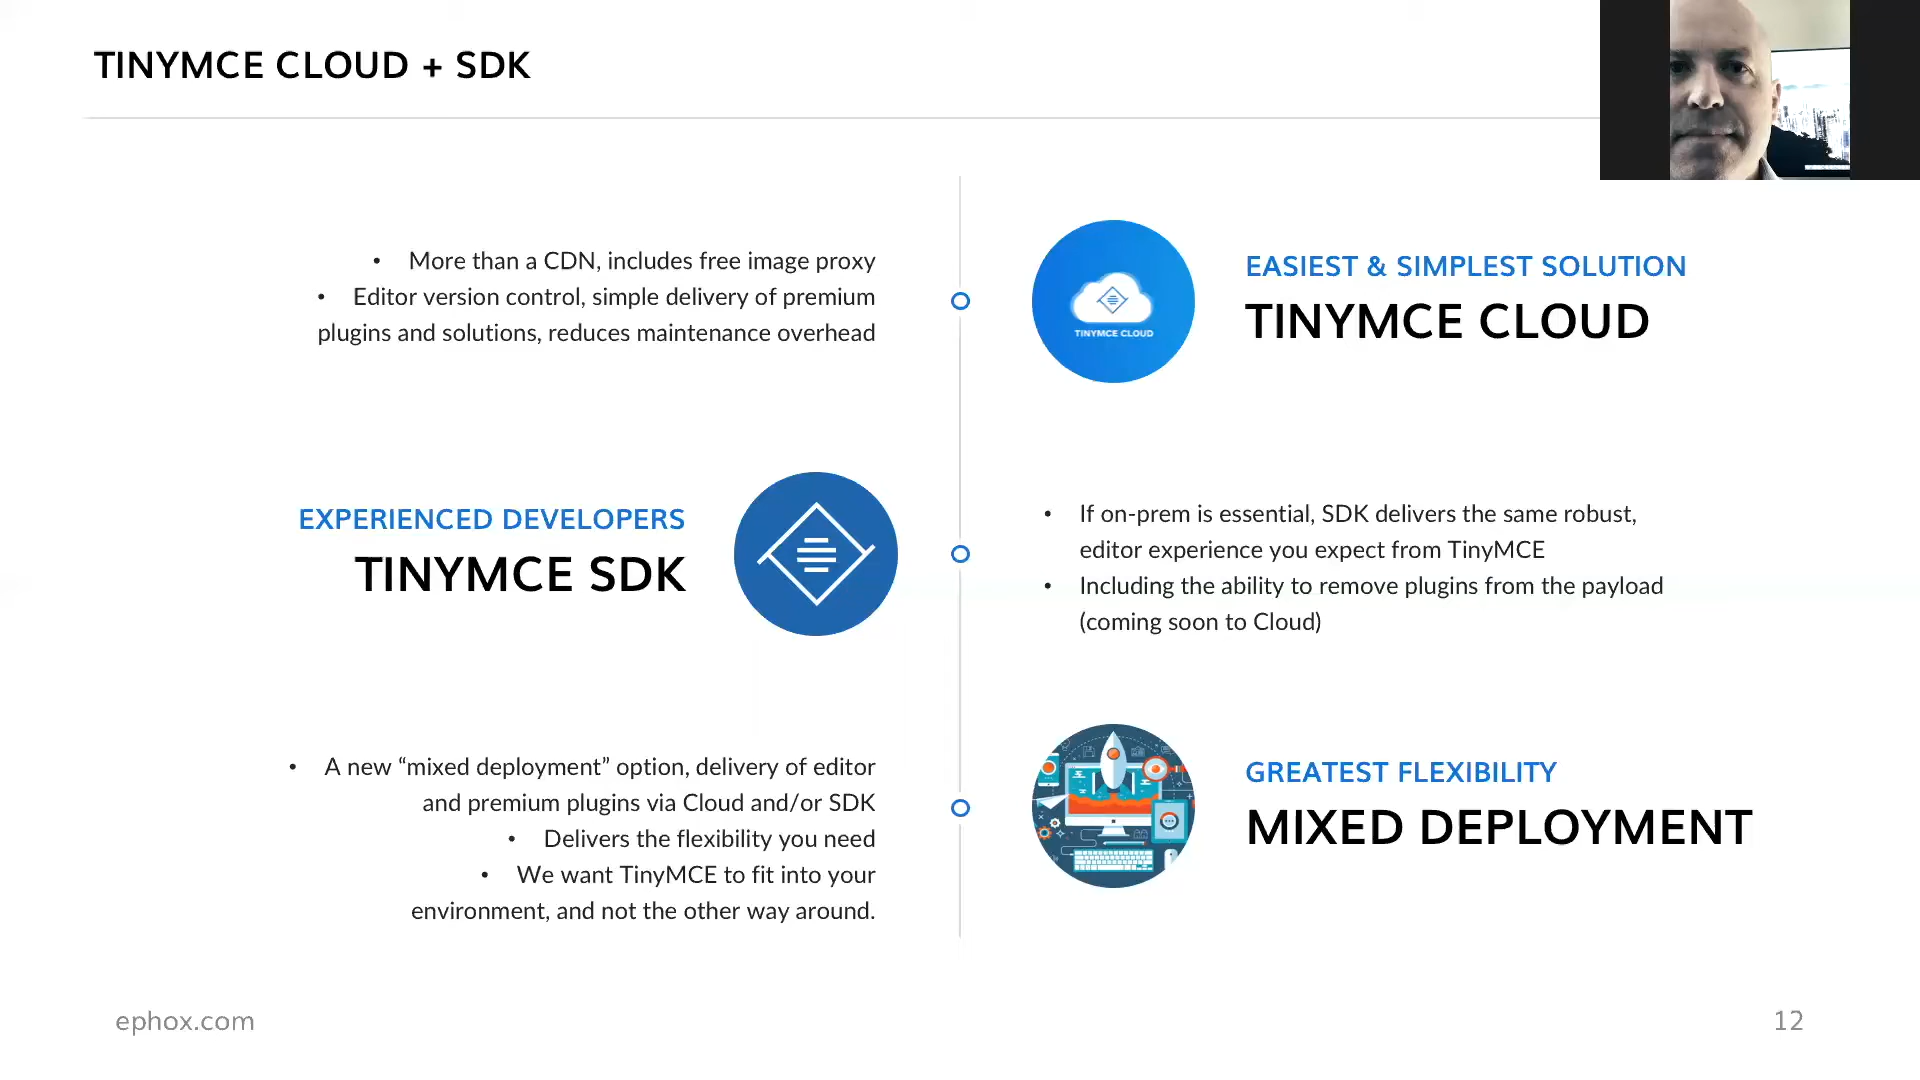 TINYMCE CLOUD + SDK
• More than a CDN, includes free image proxy
• Editor version control, simple delivery of premium
plugins and solutions, reduces maintenance overhead
TINYMCE CLOUD
EASIEST & SIMPLEST SOLUTION
TINYMCE CLOUD
EXPERIENCED DEVELOPERS
TINYMCE SDK
• If on-prem is essential, SDK delivers the same robust,
editor experience you expect from TinyMCE
• Including the ability to remove plugins from the payload
(coming soon to Cloud)
• A new “mixed deployment” option, delivery of editor
and premium plugins via Cloud and/or SDK
• Delivers the flexibility you need
• We want TinyMCE to fit into your
environment, and not the other way around.
GREATEST FLEXIBILITY
MIXED DEPLOYMENT
ephox.com
12